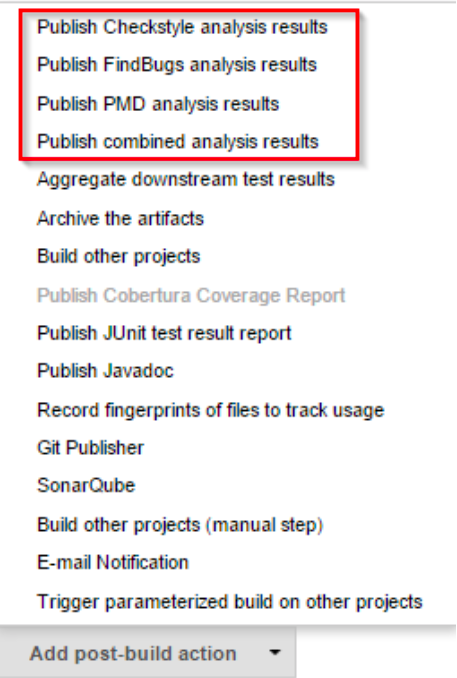 Publish Checkstyle analysis results
Publish FindBugs analysis results
Publish PMD analysis results
Publish combined analysis results
Aggregate downstream test results
Archive the artifacts
Build other projects
Publish Cobertura Coverage Report
Publish JUnit test result report
Publish Javadoc
Record fingerprints of files to track usage
Git Publisher
SonarQube
Build other projects (manual step)
E-mail Notification
Trigger parameterized build on other projects
Add post-build action